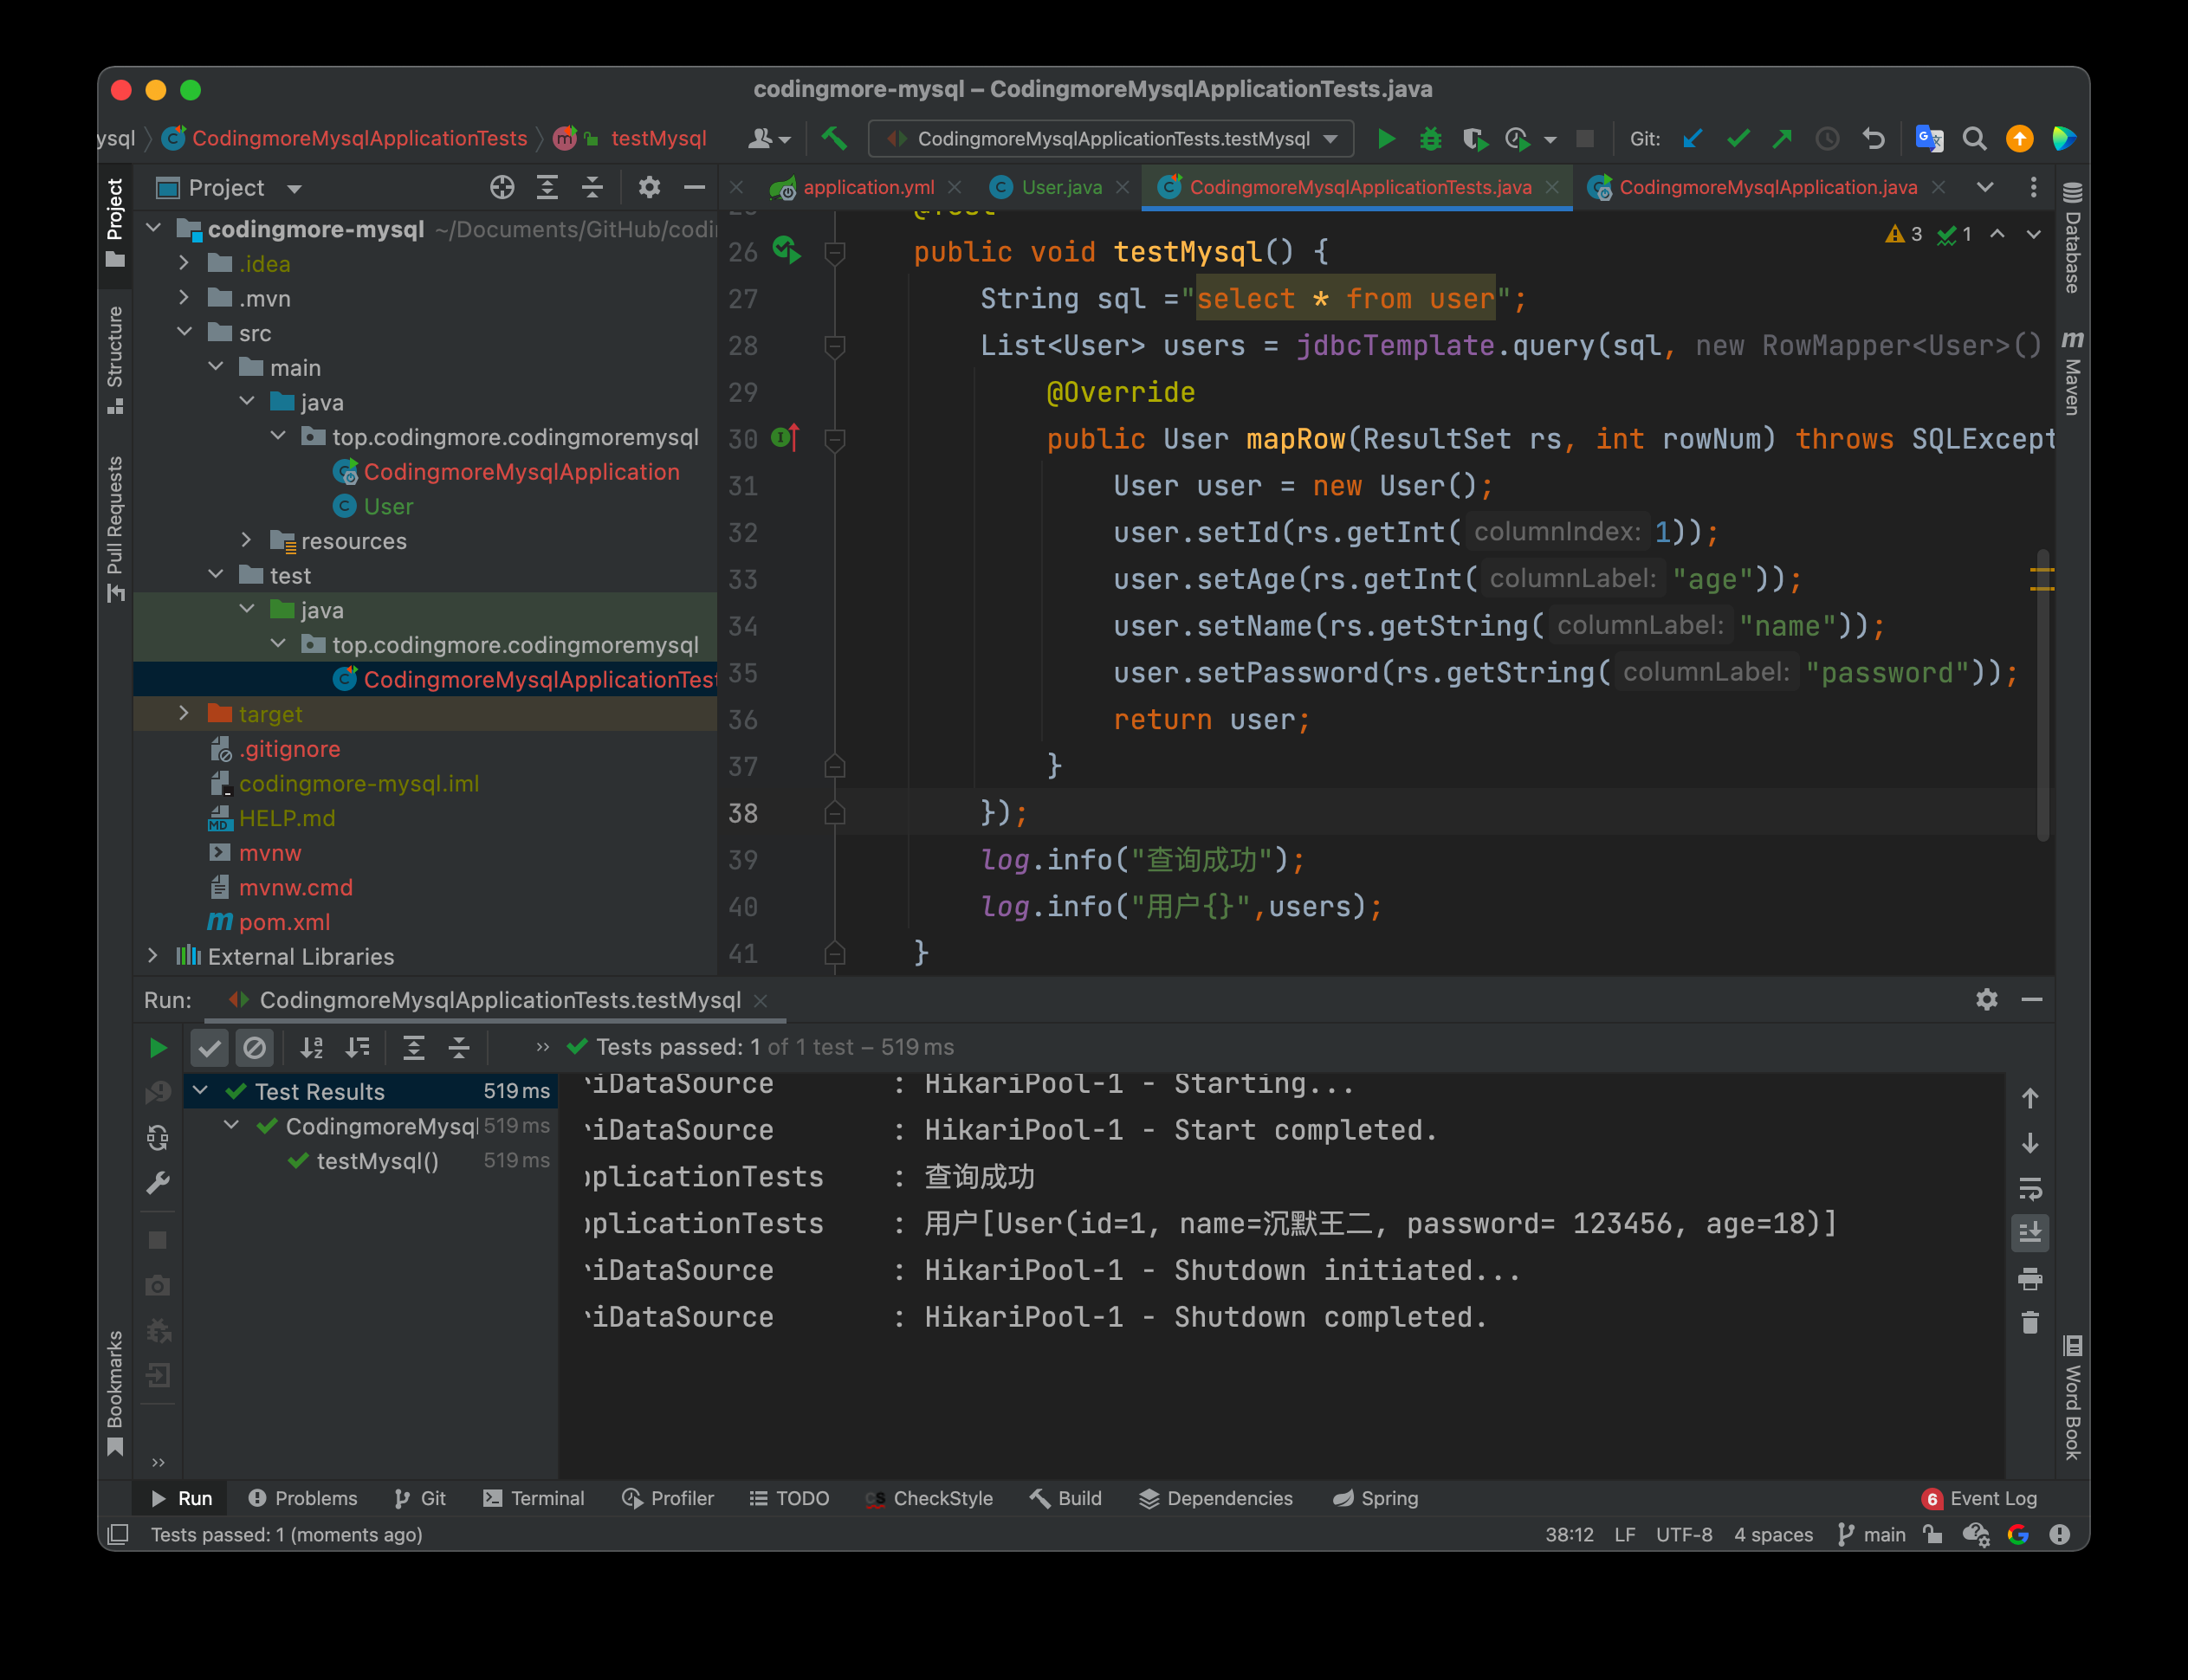 codingmore-mysql – CodingmoreMysqlApplicationTests.java
ysql CodingmoreMysqlApplicationTests testMysql CodingmoreMysqlApplicationTests.testMysql Git:
Project
application.yml User.java CodingmoreMysqlApplicationTests.java CodingmoreMysqlApplication.java
Project
Structure
Pull Requests
Bookmarks
codingmore-mysql ~/Documents/GitHub/codi
.idea
.mvn
src
main
java
top.codingmore.codingmoremysql
CodingmoreMysqlApplication
User
resources
test
java
top.codingmore.codingmoremysql
CodingmoreMysqlApplicationTest
target
.gitignore
codingmore-mysql.iml
HELP.md
mvnw
mvnw.cmd
pom.xml
External Libraries
3 1
@Test
26 public void testMysql() {
27 String sql ="select * from user";
28 List<User> users = jdbcTemplate.query(sql, new RowMapper<User>()
29 @Override
30 public User mapRow(ResultSet rs, int rowNum) throws SQLExcept
31 User user = new User();
32 user.setId(rs.getInt( columnIndex: 1));
33 user.setAge(rs.getInt( columnLabel: "age"));
34 user.setName(rs.getString( columnLabel: "name"));
35 user.setPassword(rs.getString( columnLabel: "password"));
36 return user;
37 }
38 });
39 log.info("查询成功");
40 log.info("用户{}",users);
41 }
Database
Maven
Word Book
Run: CodingmoreMysqlApplicationTests.testMysql
Tests passed: 1 of 1 test – 519 ms
Test Results 519 ms
CodingmoreMysql 519 ms
testMysql() 519 ms
riDataSource : HikariPool-1 - Starting...
riDataSource : HikariPool-1 - Start completed.
pplicationTests : 查询成功
pplicationTests : 用户[User(id=1, name=沉默王二, password= 123456, age=18)]
riDataSource : HikariPool-1 - Shutdown initiated...
riDataSource : HikariPool-1 - Shutdown completed.
Run Problems Git Terminal Profiler TODO CheckStyle Build Dependencies Spring 6 Event Log
Tests passed: 1 (moments ago) 38:12 LF UTF-8 4 spaces main